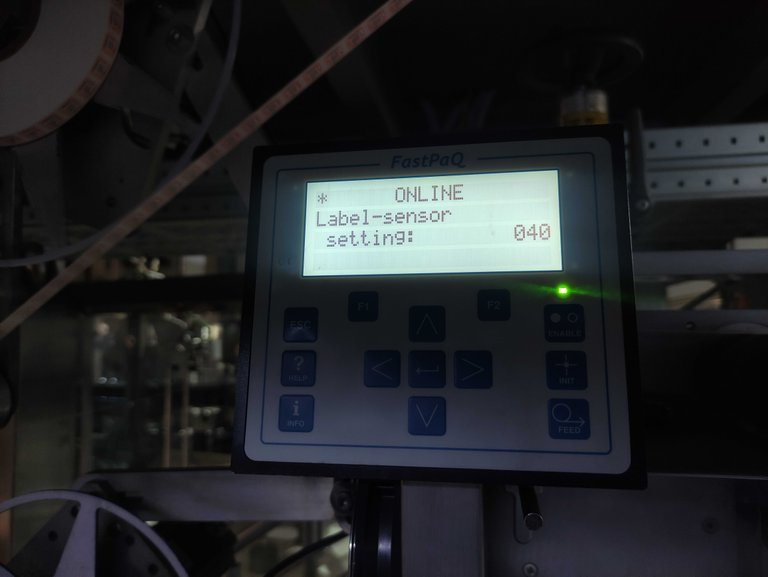 FastPaQ
* ONLINE
Label-sensor
setting: 040
F1
F2
ESC
ENABLE
?
HELP
INIT
i
INFO
FEED